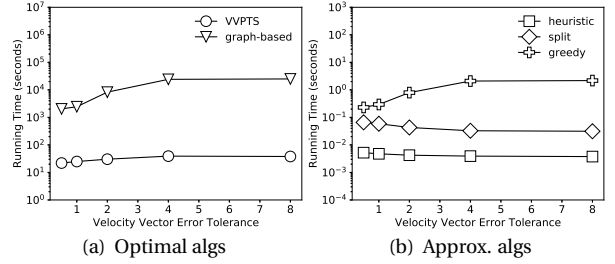 10^7
10^6
10^5
10^4
10^3
10^2
10^1
10^0
Running Time (seconds)
VVPTS
graph-based
1 2 3 4 5 6 7 8
Velocity Vector Error Tolerance
(a) Optimal algs
10^3
10^2
10^1
10^0
10^-1
10^-2
10^-3
10^-4
Running Time (seconds)
heuristic
split
greedy
1 2 3 4 5 6 7 8
Velocity Vector Error Tolerance
(b) Approx. algs